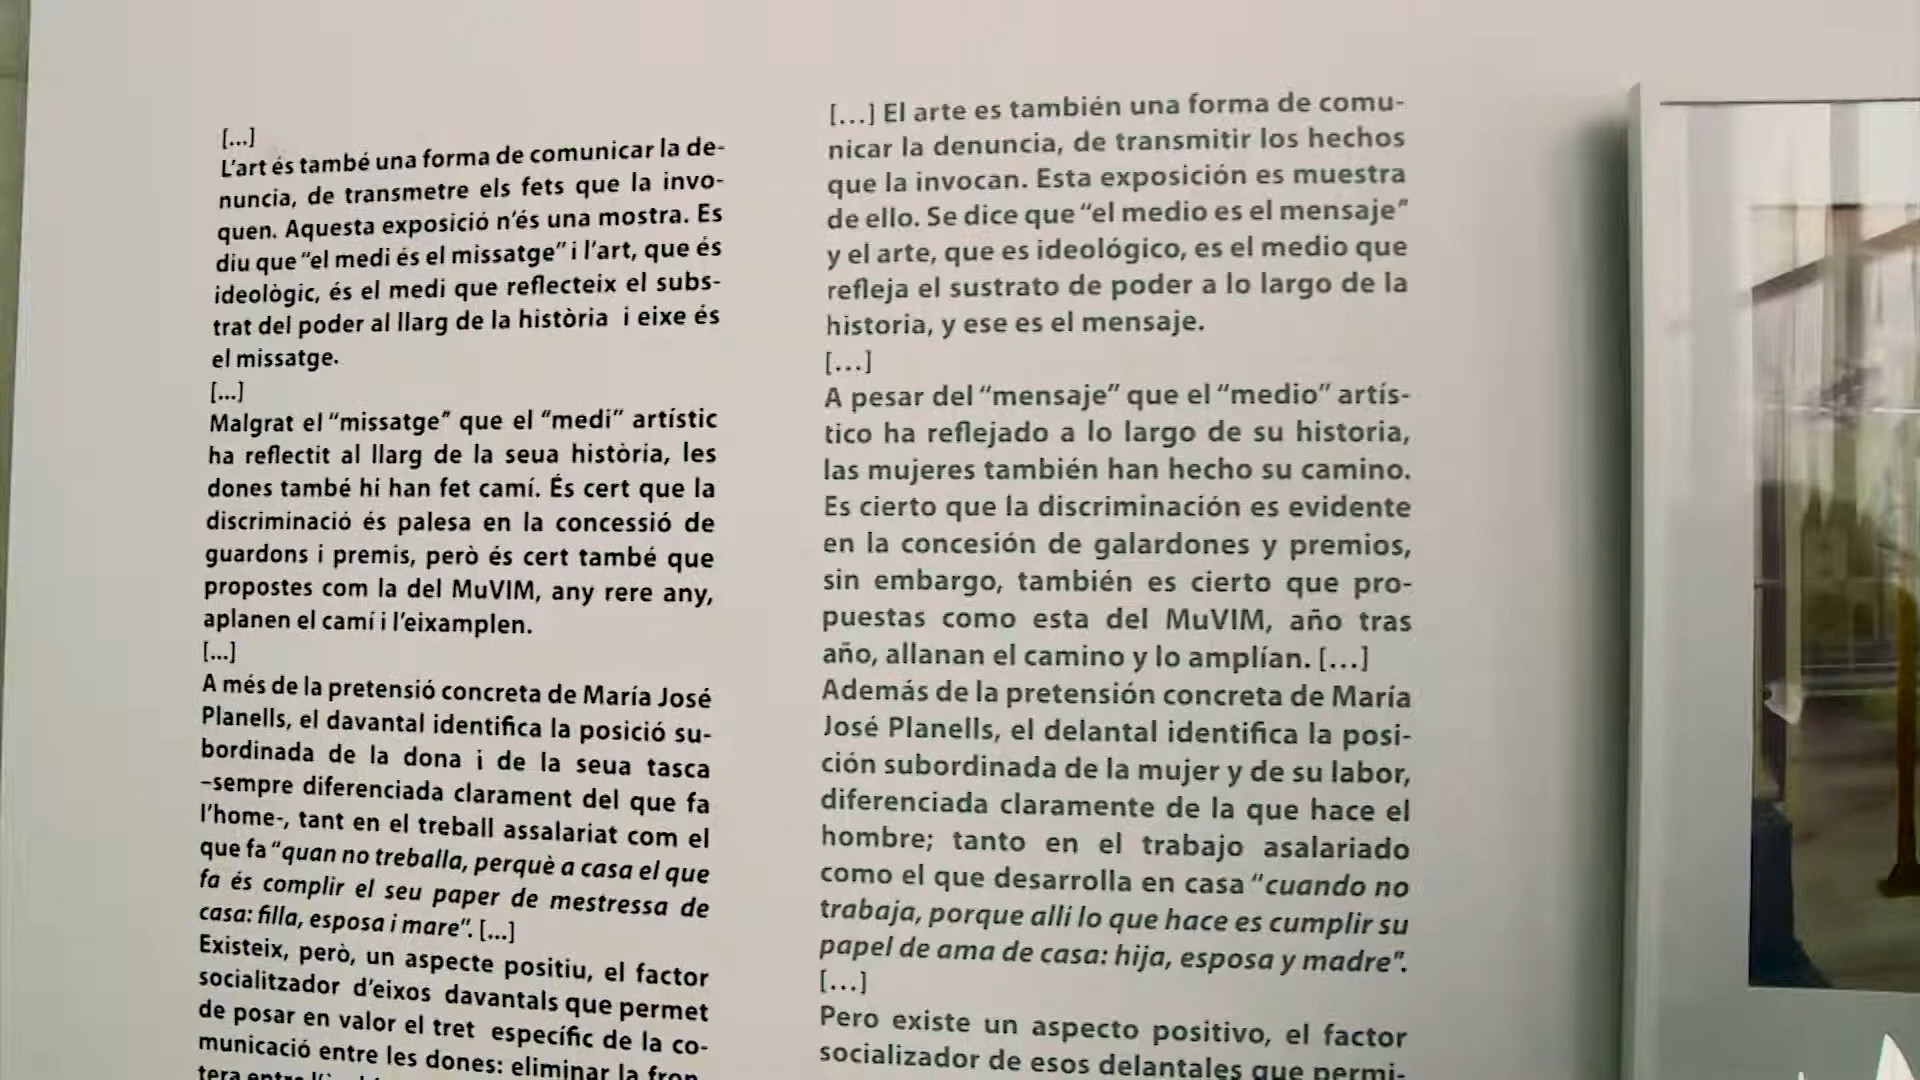 [...]
L’art és també una forma de comunicar la de-
nuncia, de transmetre els fets que la invo-
quen. Aquesta exposició n’és una mostra. Es
diu que “el medi és el missatge” i l’art, que és
ideològic, és el medi que reflecteix el subs-
trat del poder al llarg de la història i eixe és
el missatge.
[...]
Malgrat el “missatge” que el “medi” artístic
ha reflectit al llarg de la seua història, les
dones també hi han fet camí. És cert que la
discriminació és palesa en la concessió de
guardons i premis, però és cert també que
propostes com la del MuVIM, any rere any,
aplanen el camí i l’eixamplen.
[...]
A més de la pretensió concreta de María José
Planells, el davantal identifica la posició su-
bordinada de la dona i de la seua tasca
–sempre diferenciada clarament del que fa
l’home-, tant en el treball assalariat com el
que fa “quan no treballa, perquè a casa el que
fa és complir el seu paper de mestressa de
casa: filla, esposa i mare”. [...]
Existeix, però, un aspecte positiu, el factor
socialitzador d’eixos davantals que permet
de posar en valor el tret específic de la co-
municació entre les dones: eliminar la fron-
tera entre
[...] El arte es también una forma de comu-
nicar la denuncia, de transmitir los hechos
que la invocan. Esta exposición es muestra
de ello. Se dice que “el medio es el mensaje”
y el arte, que es ideológico, es el medio que
refleja el sustrato de poder a lo largo de la
historia, y ese es el mensaje.
[...]
A pesar del “mensaje” que el “medio” artís-
tico ha reflejado a lo largo de su historia,
las mujeres también han hecho su camino.
Es cierto que la discriminación es evidente
en la concesión de galardones y premios,
sin embargo, también es cierto que pro-
puestas como esta del MuVIM, año tras
año, allanan el camino y lo amplían. [...]
Además de la pretensión concreta de María
José Planells, el delantal identifica la posi-
ción subordinada de la mujer y de su labor,
diferenciada claramente de la que hace el
hombre; tanto en el trabajo asalariado
como el que desarrolla en casa “cuando no
trabaja, porque alli lo que hace es cumplir su
papel de ama de casa: hija, esposa y madre”.
[...]
Pero existe un aspecto positivo, el factor
socializador de esos delantales que permi-